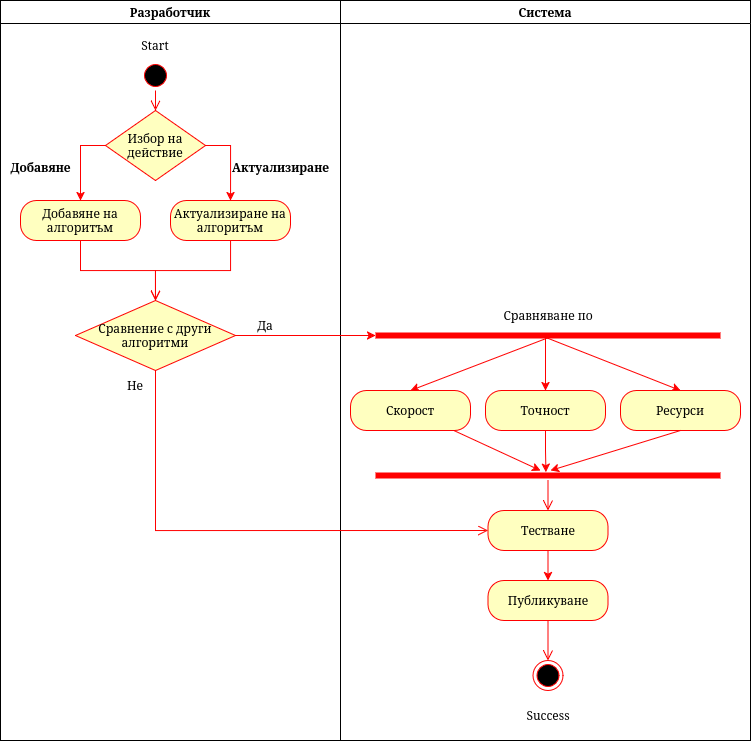 Разработчик
Система
Start
Избор на
действие
Добавяне
Актуализиране
Добавяне на
алгоритъм
Актуализиране на
алгоритъм
Сравнение с други
алгоритми
Да
Не
Сравняване по
Скорост
Точност
Ресурси
Тестване
Публикуване
Success